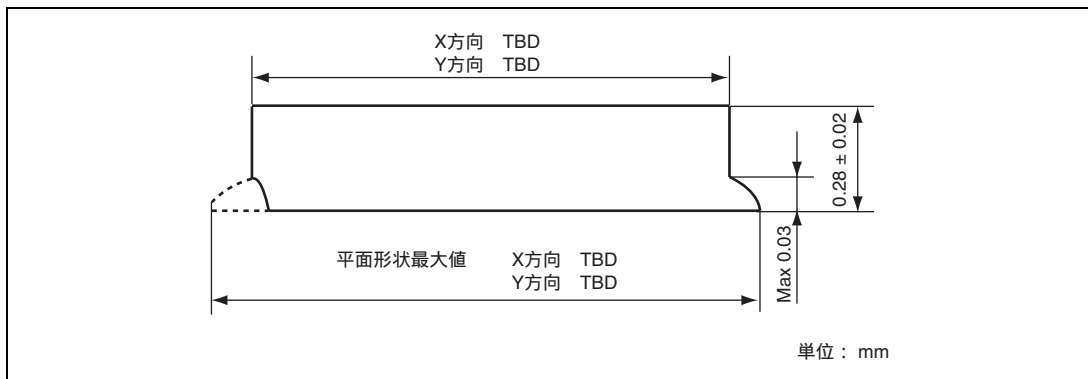 X方向 TBD
Y方向 TBD
0.28 ± 0.02
Max 0.03
平面形状最大値 X方向 TBD
Y方向 TBD
単位： mm